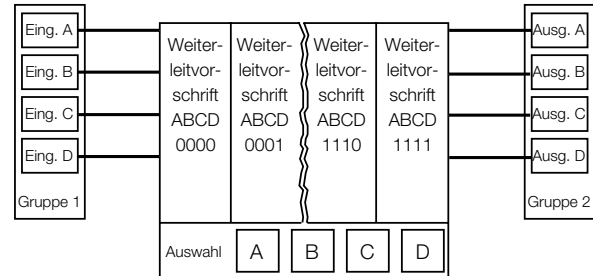 Eing. A
Eing. B
Eing. C
Eing. D
Gruppe 1
Weiter-
leitvor-
schrift
ABCD
0000
Weiter-
leitvor-
schrift
ABCD
0001
Weiter-
leitvor-
schrift
ABCD
1110
Weiter-
leitvor-
schrift
ABCD
1111
Auswahl A B C D
Ausg. A
Ausg. B
Ausg. C
Ausg. D
Gruppe 2